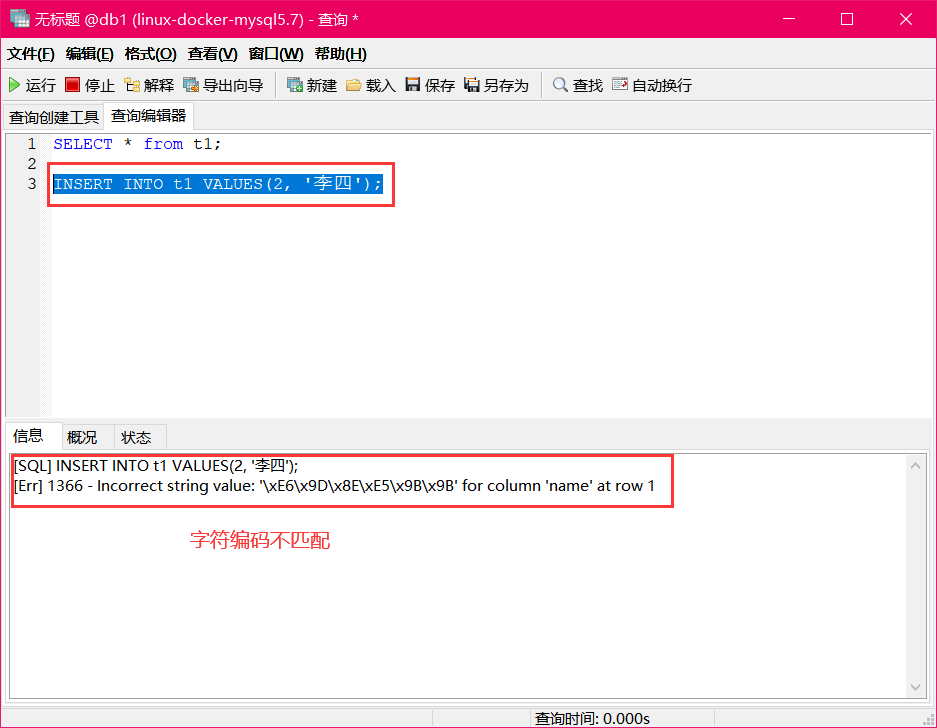 无标题 @db1 (linux-docker-mysql5.7) - 查询 *
文件(F) 编辑(E) 格式(O) 查看(V) 窗口(W) 帮助(H)
运行 停止 解释 导出向导 新建 载入 保存 另存为 查找 自动换行
查询创建工具 查询编辑器
1 SELECT * from t1;
2
3 INSERT INTO t1 VALUES(2, '李四');
信息 概况 状态
[SQL] INSERT INTO t1 VALUES(2, '李四');
[Err] 1366 - Incorrect string value: '\xE6\x9D\x8E\xE5\x9B\x9B' for column 'name' at row 1
字符编码不匹配
查询时间: 0.000s